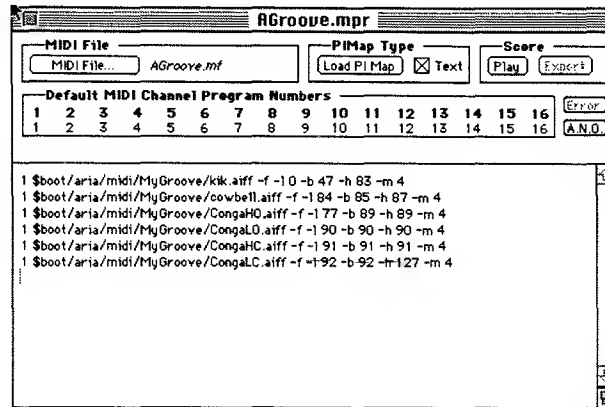 AGroove.mpr
MIDI File
MIDI File... AGroove.mf
PIMap Type
Load PI Map Text
Score
Play Export
Default MIDI Channel Program Numbers
1 2 3 4 5 6 7 8 9 10 11 12 13 14 15 16
1 2 3 4 5 6 7 8 9 10 11 12 13 14 15 16
Error
A.N.O.
1 $boot/aria/midi/MyGroove/kik.aiff -f -l 0 -b 47 -h 83 -m 4
1 $boot/aria/midi/MyGroove/cowbell.aiff -f -l 84 -b 85 -h 87 -m 4
1 $boot/aria/midi/MyGroove/CongaHO.aiff -f -l 77 -b 89 -h 89 -m 4
1 $boot/aria/midi/MyGroove/CongaLO.aiff -f -l 90 -b 90 -h 90 -m 4
1 $boot/aria/midi/MyGroove/CongaHC.aiff -f -l 91 -b 91 -h 91 -m 4
1 $boot/aria/midi/MyGroove/CongaLC.aiff -f -l 92 -b 92 -h 127 -m 4